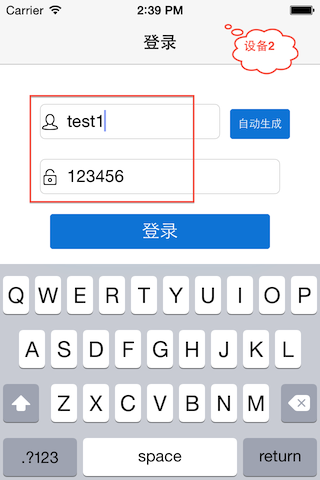 Carrier 2:39 PM
登录
设备2
test1
自动生成
123456
登录
Q W E R T Y U I O P
A S D F G H J K L
Z X C V B N M
.?123 space return